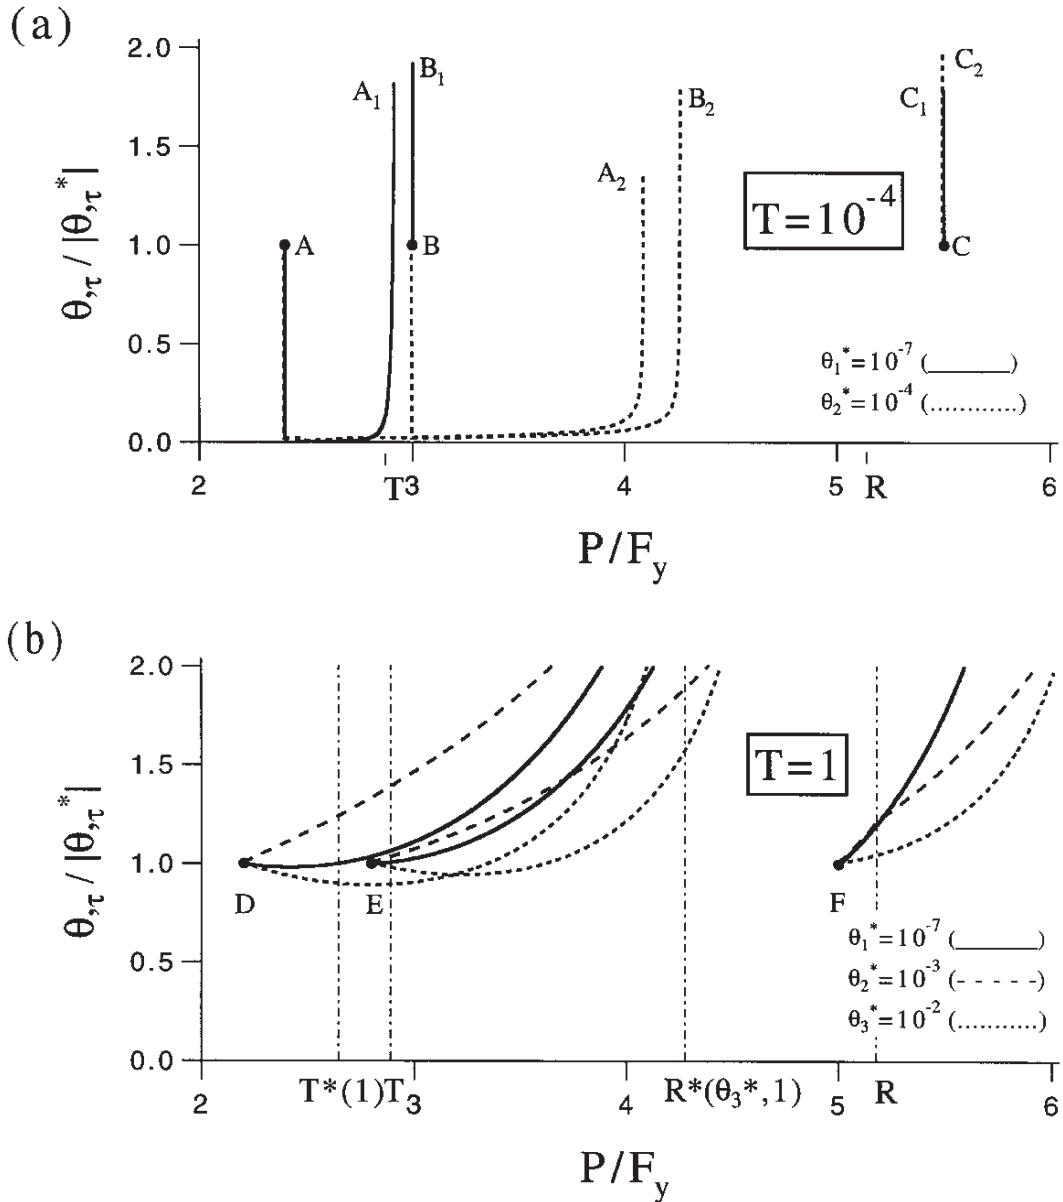 (a)
2.0
1.5
1.0
0.5
0.0
θ,τ / |θ,τ*|
A
A₁
B₁
B
A₂
B₂
C₂
C₁
C
T=10⁻⁴
θ₁*=10⁻⁷ (________)
θ₂*=10⁻⁴ (............)
2 T 3 4 5 R 6
P/Fy
(b)
2.0
1.5
1.0
0.5
0.0
θ,τ / |θ,τ*|
D
E
F
T=1
θ₁*=10⁻⁷ (________)
θ₂*=10⁻³ (- - - - -)
θ₃*=10⁻² (...........)
2 T*(1) T 3 4 R*(θ₃*,1) 5 R 6
P/Fy